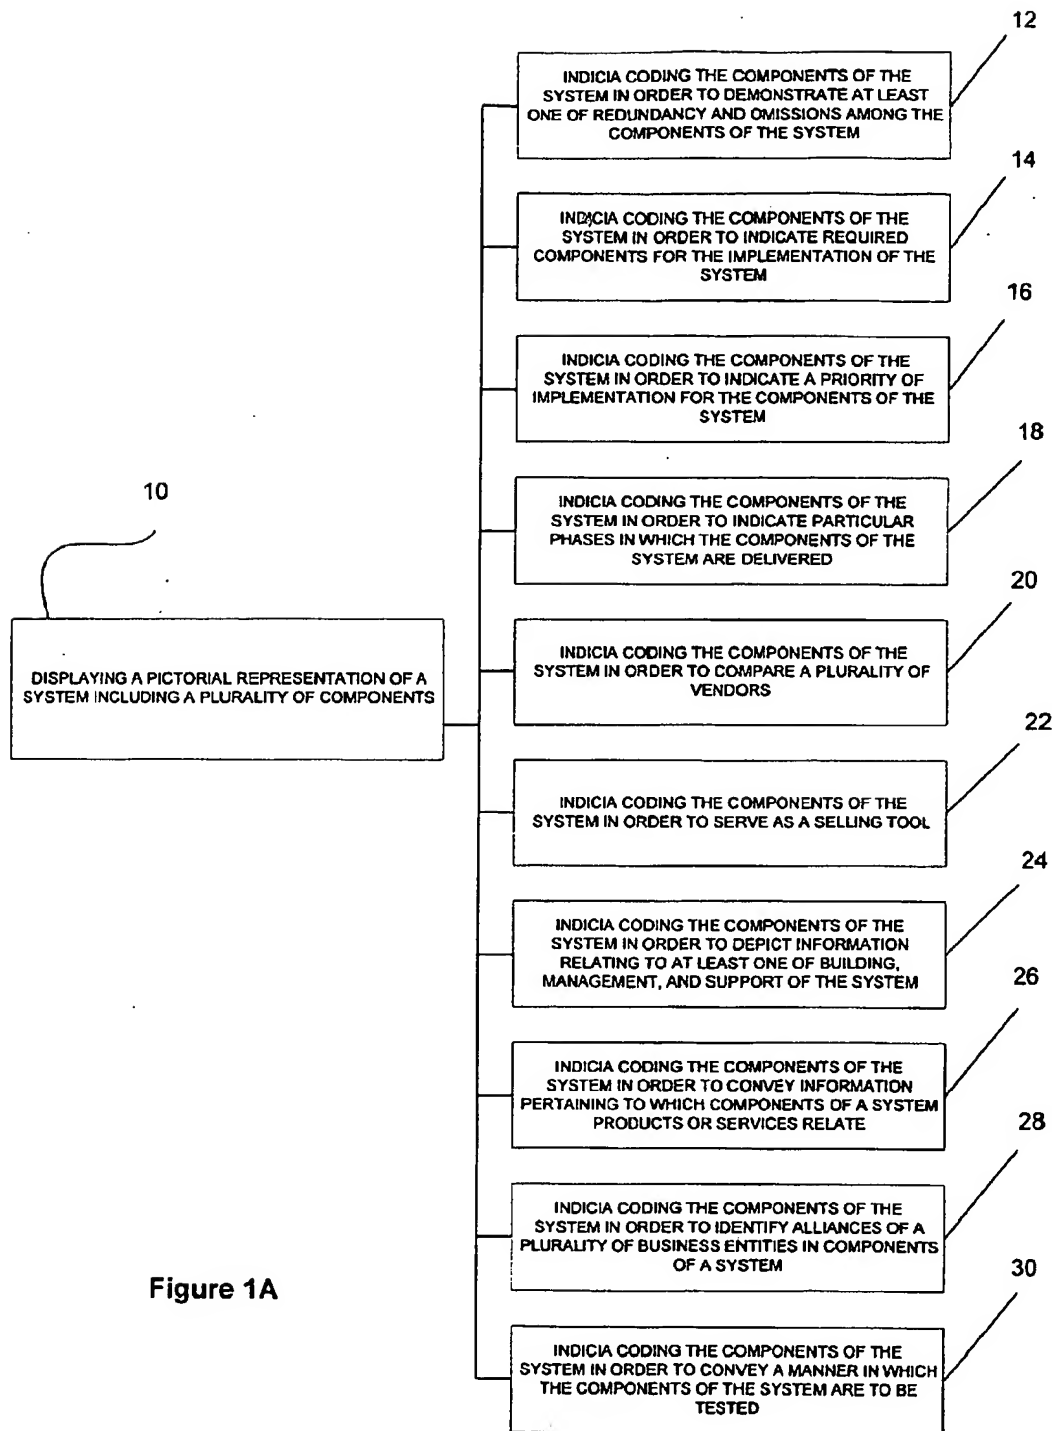 12
INDICIA CODING THE COMPONENTS OF THE
SYSTEM IN ORDER TO DEMONSTRATE AT LEAST
ONE OF REDUNDANCY AND OMISSIONS AMONG THE
COMPONENTS OF THE SYSTEM
14
INDICIA CODING THE COMPONENTS OF THE
SYSTEM IN ORDER TO INDICATE REQUIRED
COMPONENTS FOR THE IMPLEMENTATION OF THE
SYSTEM
16
INDICIA CODING THE COMPONENTS OF THE
SYSTEM IN ORDER TO INDICATE A PRIORITY OF
IMPLEMENTATION FOR THE COMPONENTS OF THE
SYSTEM
18
INDICIA CODING THE COMPONENTS OF THE
SYSTEM IN ORDER TO INDICATE PARTICULAR
PHASES IN WHICH THE COMPONENTS OF THE
SYSTEM ARE DELIVERED
10
DISPLAYING A PICTORIAL REPRESENTATION OF A
SYSTEM INCLUDING A PLURALITY OF COMPONENTS
20
INDICIA CODING THE COMPONENTS OF THE
SYSTEM IN ORDER TO COMPARE A PLURALITY OF
VENDORS
22
INDICIA CODING THE COMPONENTS OF THE
SYSTEM IN ORDER TO SERVE AS A SELLING TOOL
24
INDICIA CODING THE COMPONENTS OF THE
SYSTEM IN ORDER TO DEPICT INFORMATION
RELATING TO AT LEAST ONE OF BUILDING,
MANAGEMENT, AND SUPPORT OF THE SYSTEM
26
INDICIA CODING THE COMPONENTS OF THE
SYSTEM IN ORDER TO CONVEY INFORMATION
PERTAINING TO WHICH COMPONENTS OF A SYSTEM
PRODUCTS OR SERVICES RELATE
28
INDICIA CODING THE COMPONENTS OF THE
SYSTEM IN ORDER TO IDENTIFY ALLIANCES OF A
PLURALITY OF BUSINESS ENTITIES IN COMPONENTS
OF A SYSTEM
30
INDICIA CODING THE COMPONENTS OF THE
SYSTEM IN ORDER TO CONVEY A MANNER IN WHICH
THE COMPONENTS OF THE SYSTEM ARE TO BE
TESTED
Figure 1A